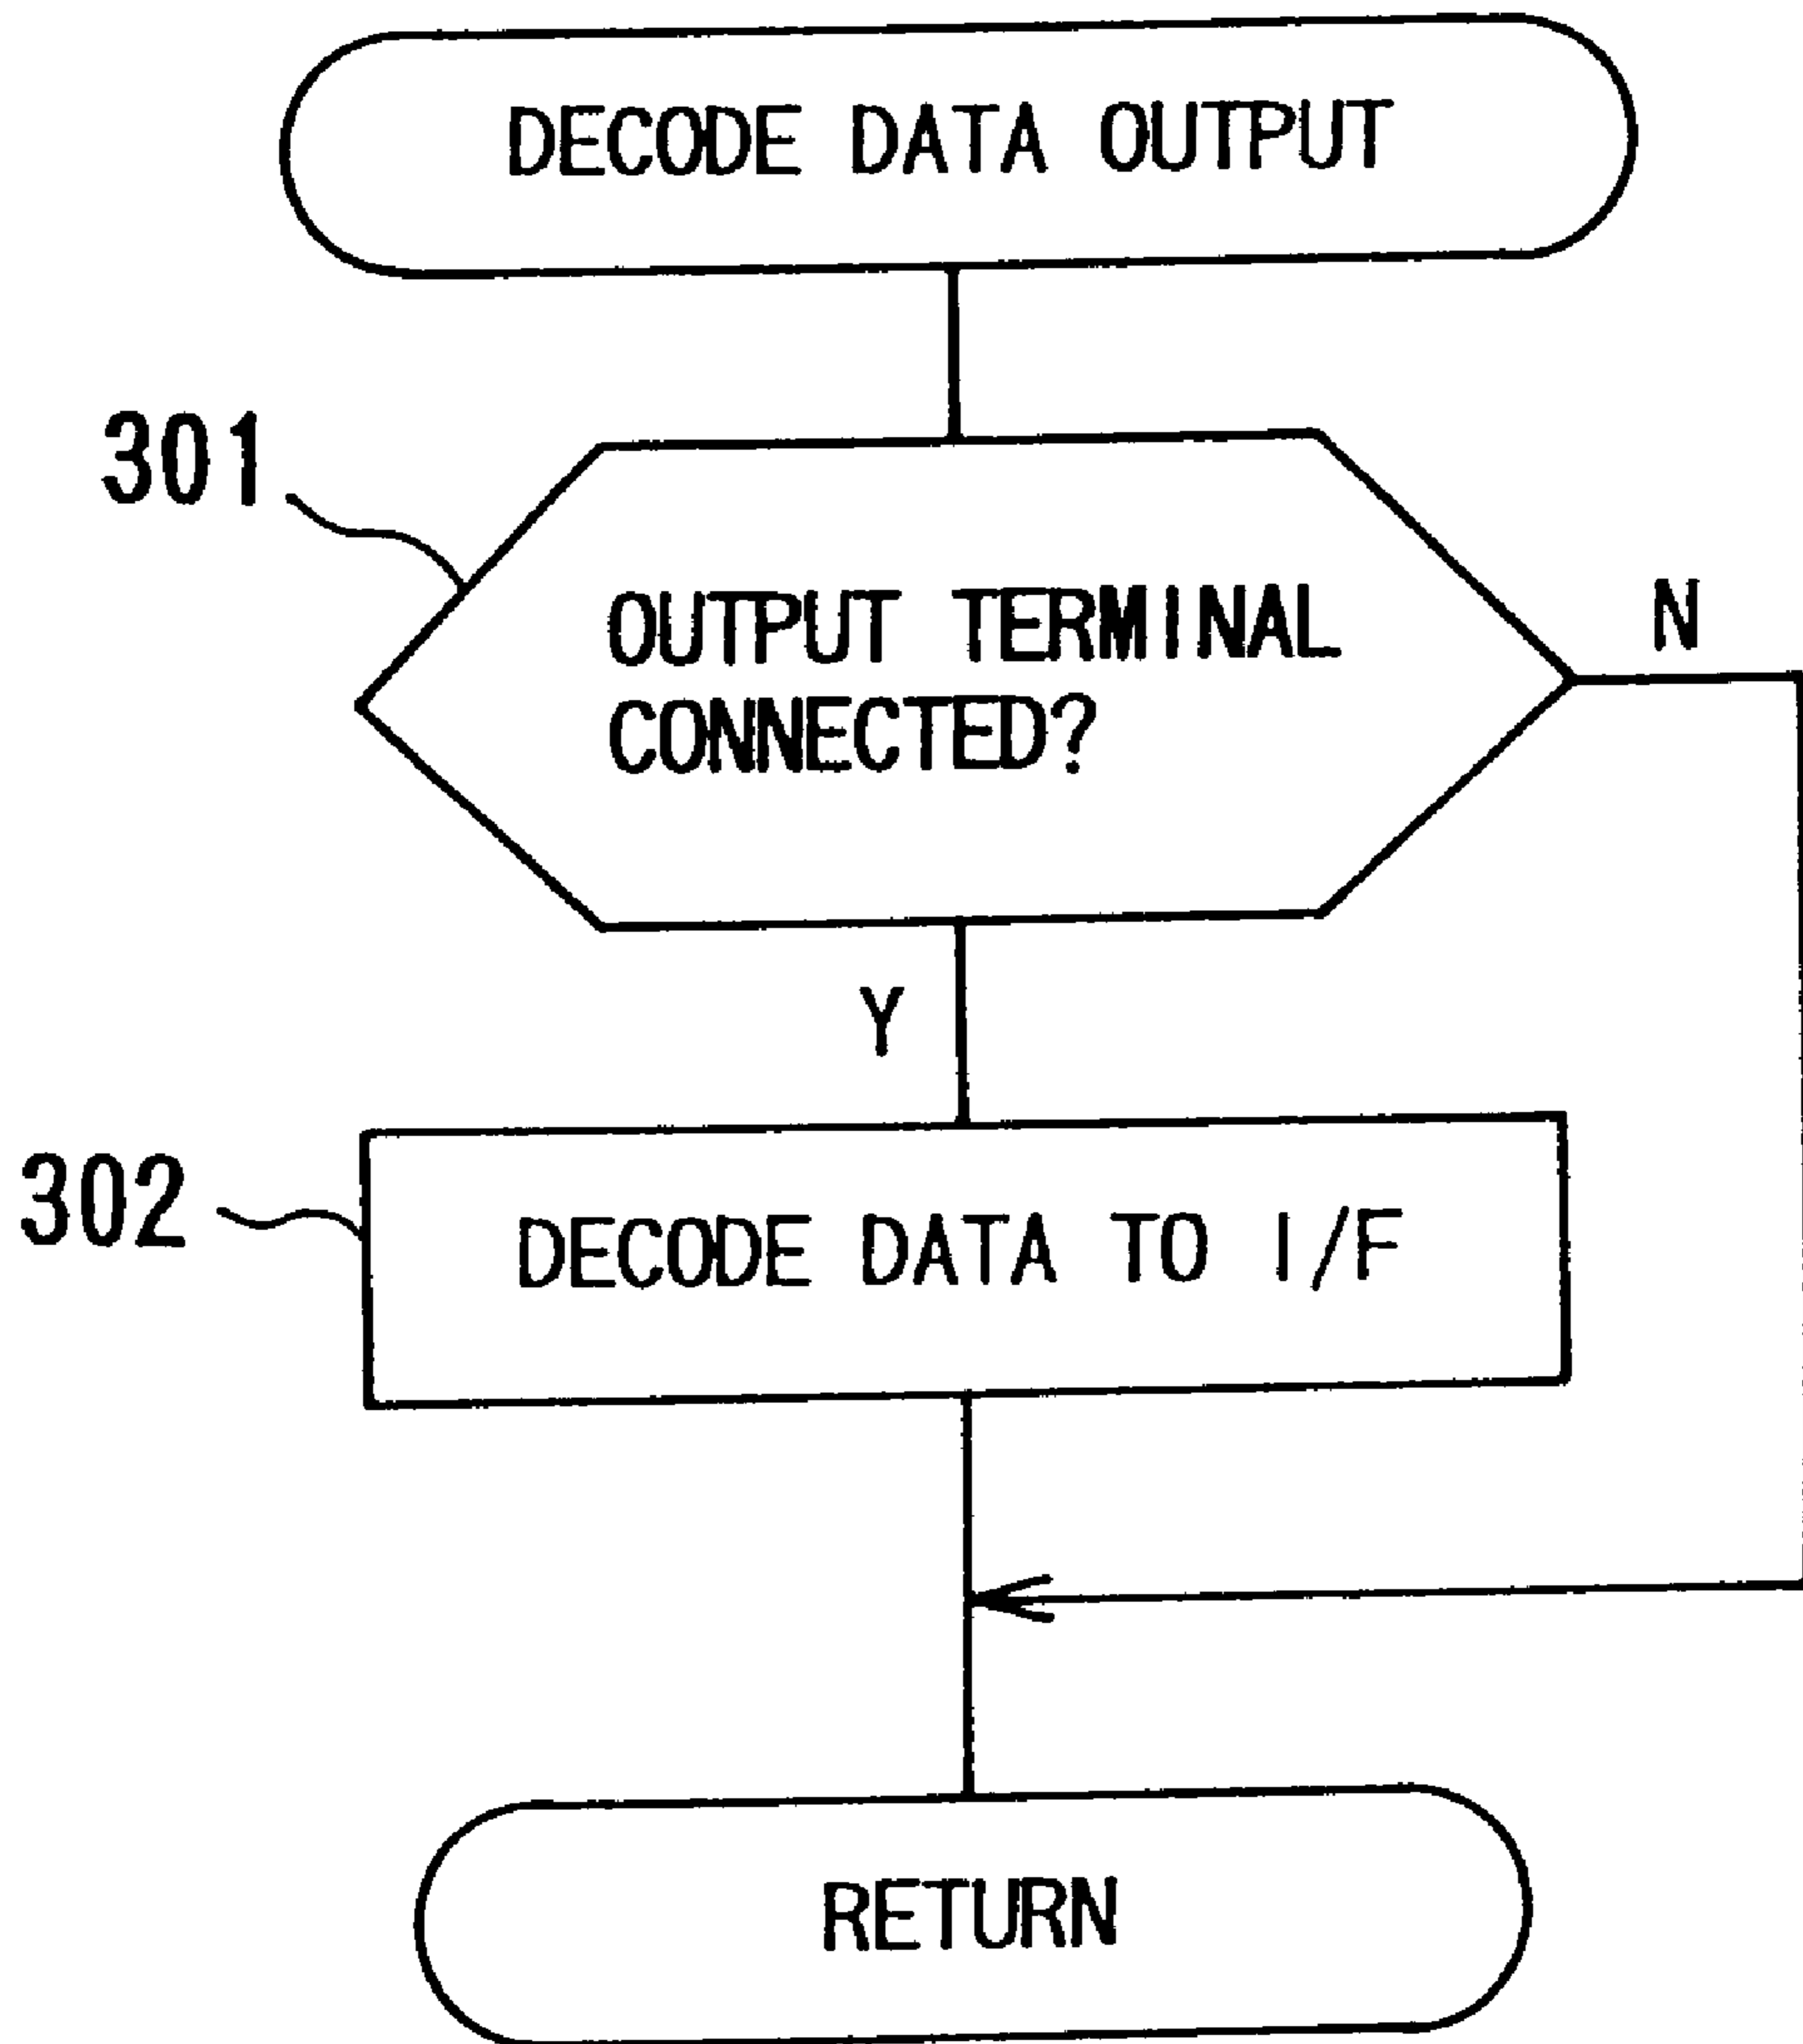 DECODE DATA OUTPUT
301
OUTPUT TERMINAL
CONNECTED?
N
Y
302
DECODE DATA TO I/F
RETURN